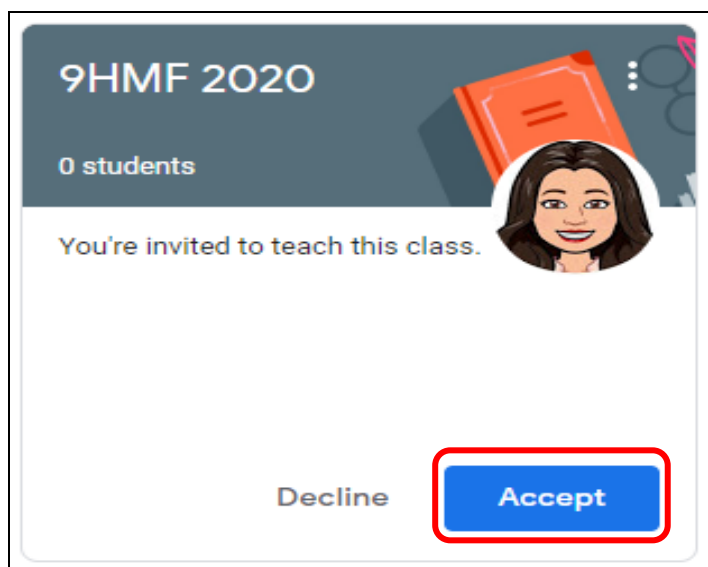 9HMF 2020
0 students
You're invited to teach this class.
Decline
Accept